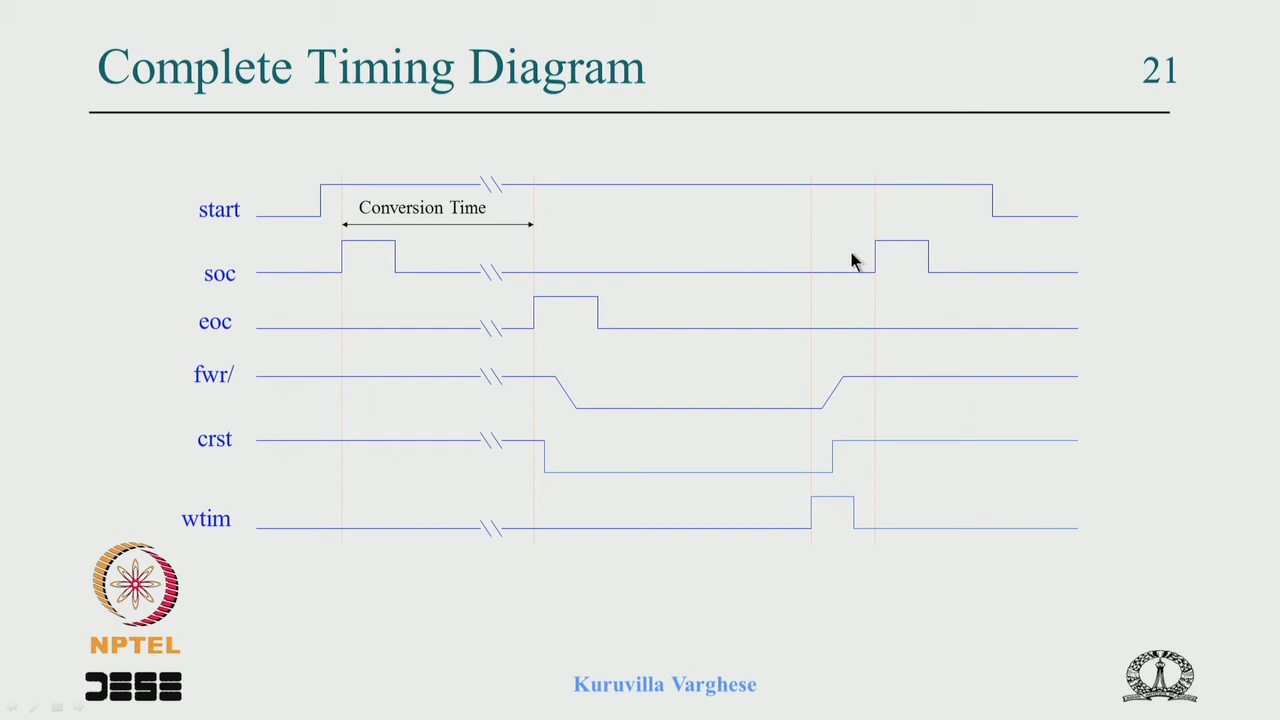 Complete Timing Diagram
21
start
Conversion Time
soc
eoc
fwr/
crst
wtim
NPTEL
Kuruvilla Varghese